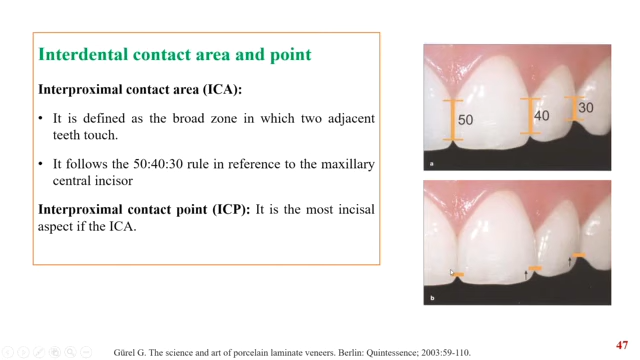 Interdental contact area and point
Interproximal contact area (ICA):
• It is defined as the broad zone in which two adjacent
teeth touch.
• It follows the 50:40:30 rule in reference to the maxillary
central incisor
Interproximal contact point (ICP): It is the most incisal
aspect if the ICA.
50
40
30
a
b
Gürel G. The science and art of porcelain laminate veneers. Berlin: Quintessence; 2003:59-110.
47